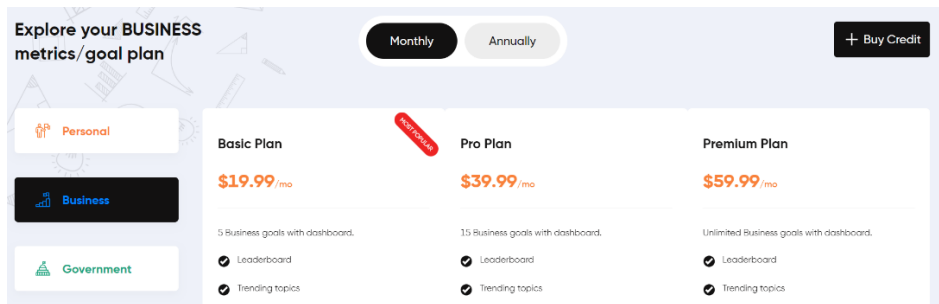 Explore your BUSINESS
metrics/goal plan
Monthly
Annually
+ Buy Credit
Personal
Business
Government
Basic Plan
MOST POPULAR
$19.99/mo
5 Business goals with dashboard.
Leaderboard
Trending topics
Pro Plan
$39.99/mo
15 Business goals with dashboard.
Leaderboard
Trending topics
Premium Plan
$59.99/mo
Unlimited Business goals with dashboard.
Leaderboard
Trending topics